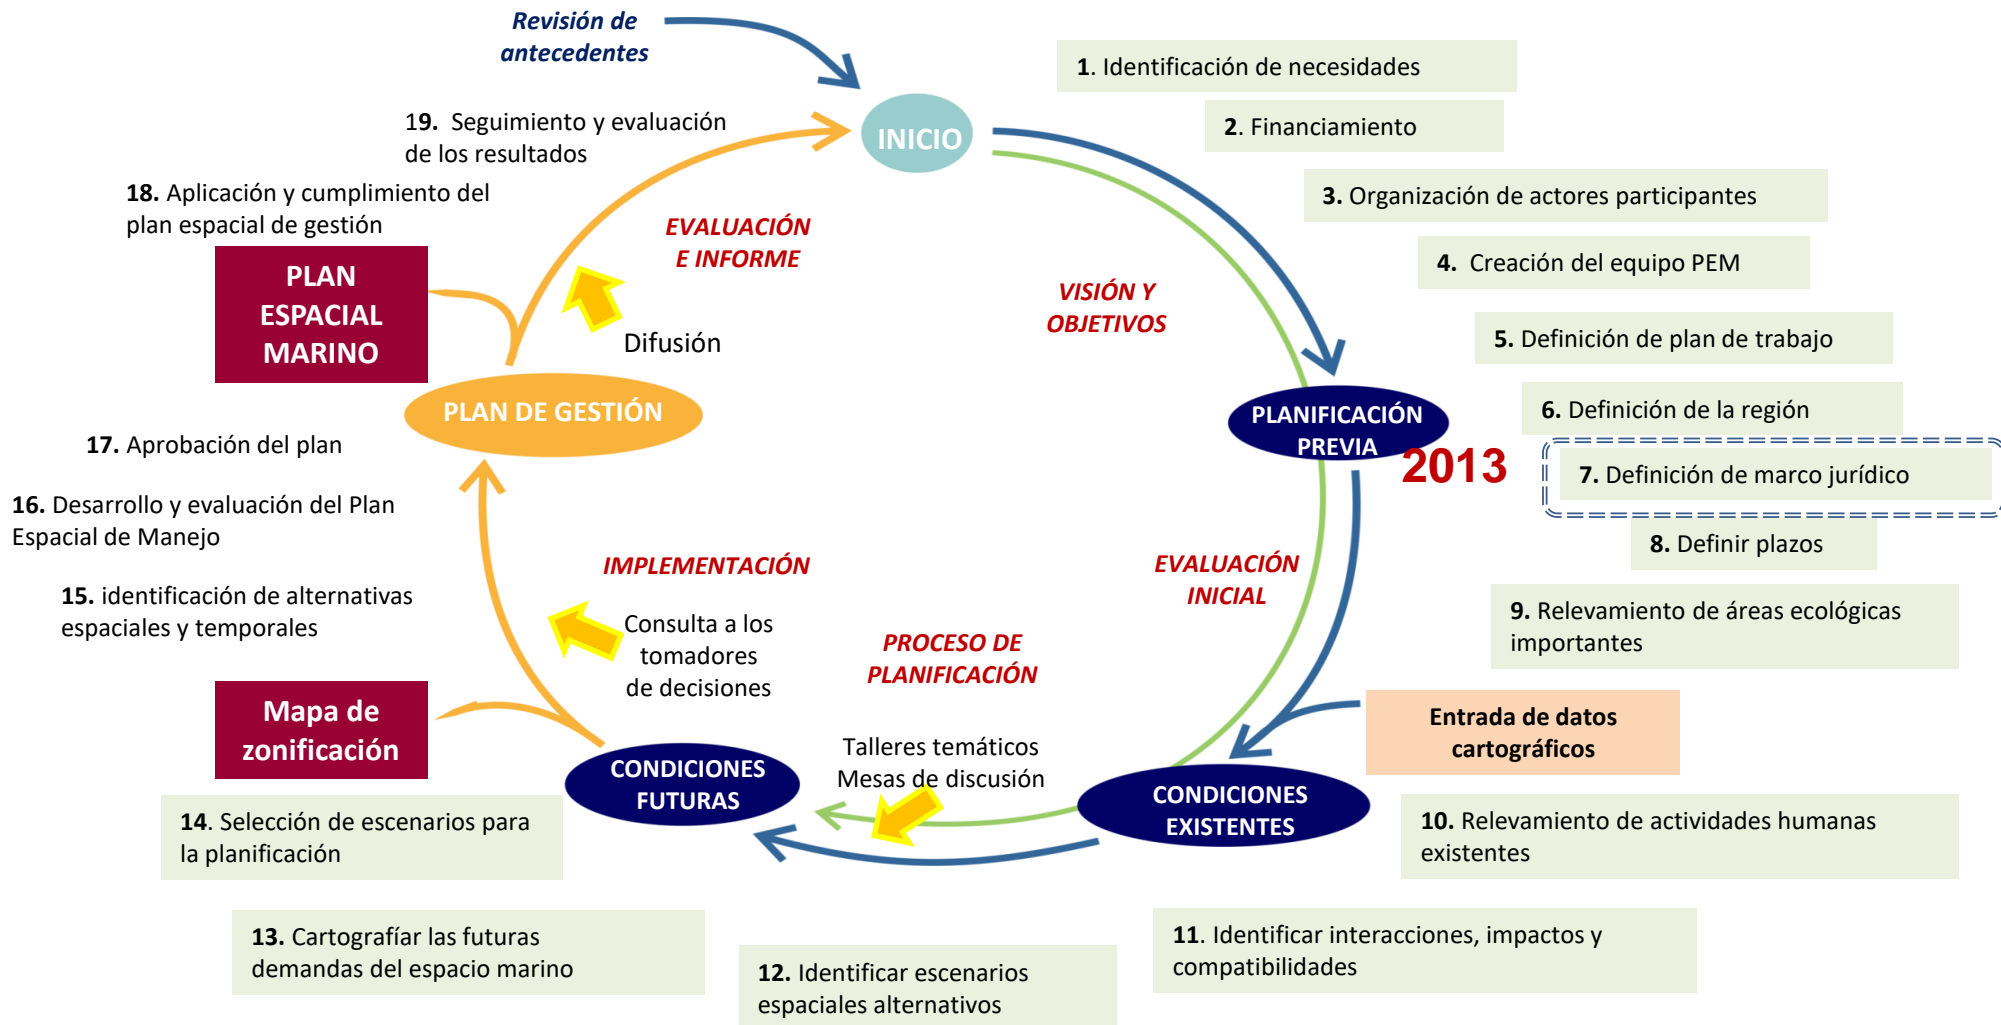 Revisión de
antecedentes
INICIO
1. Identificación de necesidades
2. Financiamiento
3. Organización de actores participantes
4. Creación del equipo PEM
5. Definición de plan de trabajo
6. Definición de la región
7. Definición de marco jurídico
8. Definir plazos
9. Relevamiento de áreas ecológicas
importantes
VISIÓN Y
OBJETIVOS
PLANIFICACIÓN
PREVIA
2013
EVALUACIÓN
INICIAL
Entrada de datos
cartográficos
CONDICIONES
EXISTENTES
10. Relevamiento de actividades humanas
existentes
11. Identificar interacciones, impactos y
compatibilidades
12. Identificar escenarios
espaciales alternativos
13. Cartografíar las futuras
demandas del espacio marino
14. Selección de escenarios para
la planificación
PROCESO DE
PLANIFICACIÓN
Talleres temáticos
Mesas de discusión
CONDICIONES
FUTURAS
Mapa de
zonificación
IMPLEMENTACIÓN
Consulta a los
tomadores
de decisiones
15. identificación de alternativas
espaciales y temporales
16. Desarrollo y evaluación del Plan
Espacial de Manejo
17. Aprobación del plan
PLAN DE GESTIÓN
PLAN
ESPACIAL
MARINO
Difusión
EVALUACIÓN
E INFORME
18. Aplicación y cumplimiento del
plan espacial de gestión
19. Seguimiento y evaluación
de los resultados